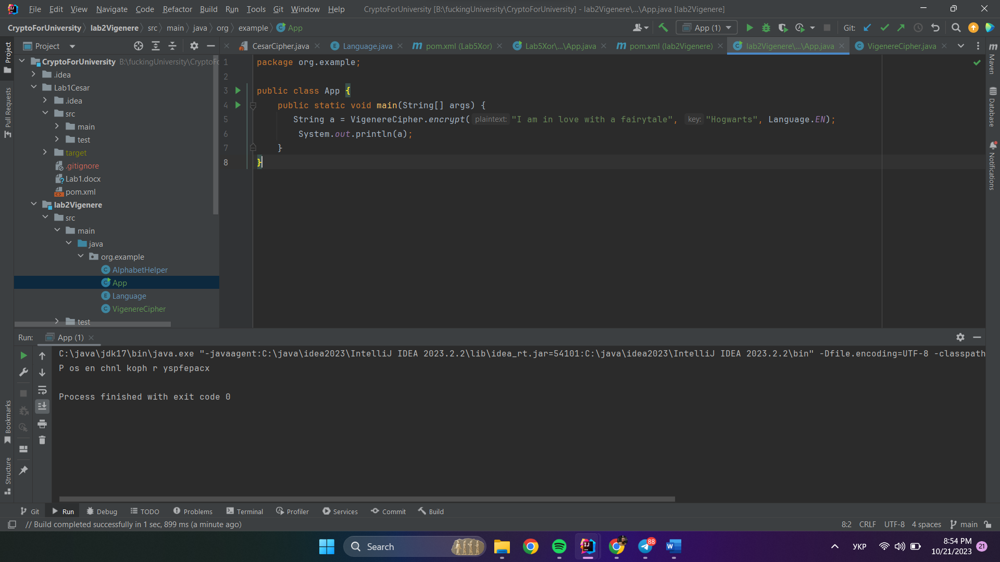 File Edit View Navigate Code Refactor Build Run Tools Git Window Help CryptoForUniversity [B:\fuckingUniversity\CryptoForUniversity] - lab2Vigenere\...\App.java [lab2Vigenere]
CryptoForUniversity lab2Vigenere src main java org example App App (1) Git:
Project CesarCipher.java Language.java pom.xml (Lab5Xor) Lab5Xor\...\App.java pom.xml (lab2Vigenere) lab2Vigenere\...\App.java VigenereCipher.java
Project
Pull Requests
Bookmarks
Structure
CryptoForUniversity B:\fuckingUniversity\CryptoF
.idea
Lab1Cesar
.idea
src
main
test
target
.gitignore
Lab1.docx
pom.xml
lab2Vigenere
src
main
java
org.example
AlphabetHelper
App
Language
VigenereCipher
test
1 package org.example;
2
3 public class App {
4 public static void main(String[] args) {
5 String a = VigenereCipher.encrypt( plaintext: "I am in love with a fairytale", key: "Hogwarts", Language.EN);
6 System.out.println(a);
7 }
8 }
Maven
Database
Notifications
Run: App (1)
C:\java\jdk17\bin\java.exe "-javaagent:C:\java\idea2023\IntelliJ IDEA 2023.2.2\lib\idea_rt.jar=54101:C:\java\idea2023\IntelliJ IDEA 2023.2.2\bin" -Dfile.encoding=UTF-8 -classpath
P os en chnl koph r yspfepacx
Process finished with exit code 0
Git Run Debug TODO Problems Terminal Profiler Services Commit Build
// Build completed successfully in 1 sec, 899 ms (a minute ago) 8:2 CRLF UTF-8 4 spaces main
Search 88 УКР 8:54 PM
10/21/2023 21